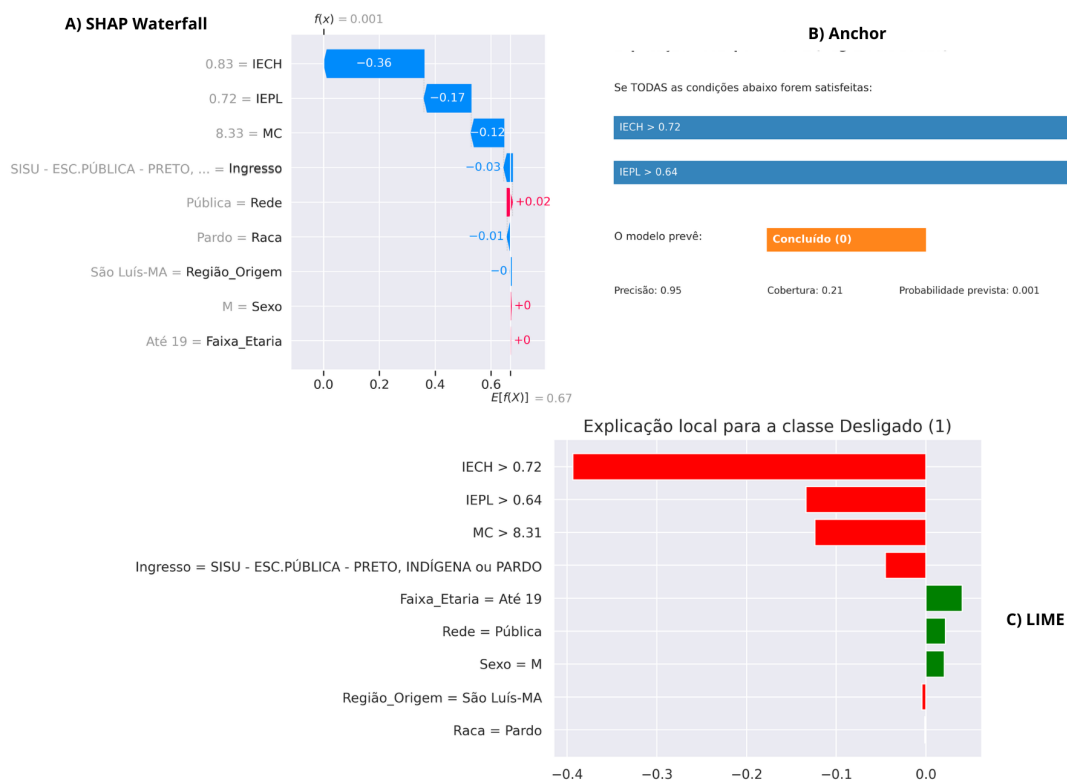 A) SHAP Waterfall
f(x) = 0.001
0.83 = IECH
−0.36
0.72 = IEPL
−0.17
8.33 = MC
−0.12
SISU - ESC.PÚBLICA - PRETO, ... = Ingresso
−0.03
Pública = Rede
+0.02
Pardo = Raca
−0.01
São Luís-MA = Região_Origem
−0
M = Sexo
+0
Até 19 = Faixa_Etaria
+0
0.0 0.2 0.4 0.6
E[f(X)] = 0.67
B) Anchor
Se TODAS as condições abaixo forem satisfeitas:
IECH > 0.72
IEPL > 0.64
O modelo prevê: Concluído (0)
Precisão: 0.95 Cobertura: 0.21 Probabilidade prevista: 0.001
Explicação local para a classe Desligado (1)
IECH > 0.72
IEPL > 0.64
MC > 8.31
Ingresso = SISU - ESC.PÚBLICA - PRETO, INDÍGENA ou PARDO
Faixa_Etaria = Até 19
Rede = Pública
Sexo = M
Região_Origem = São Luís-MA
Raca = Pardo
−0.4 −0.3 −0.2 −0.1 0.0
C) LIME